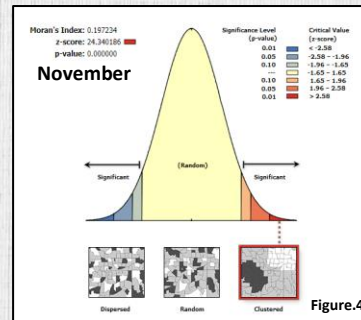 Moran's Index: 0.197234
z-score: 24.340186
p-value: 0.000000
November
Significance Level
(p-value)
Critical Value
(z-score)
0.01 < -2.58
0.05 -2.58 - -1.96
0.10 -1.96 - -1.65
--- -1.65 - 1.65
0.10 1.65 - 1.96
0.05 1.96 - 2.58
0.01 > 2.58
(Random)
Significant Significant
Dispersed Random Clustered
Figure.4